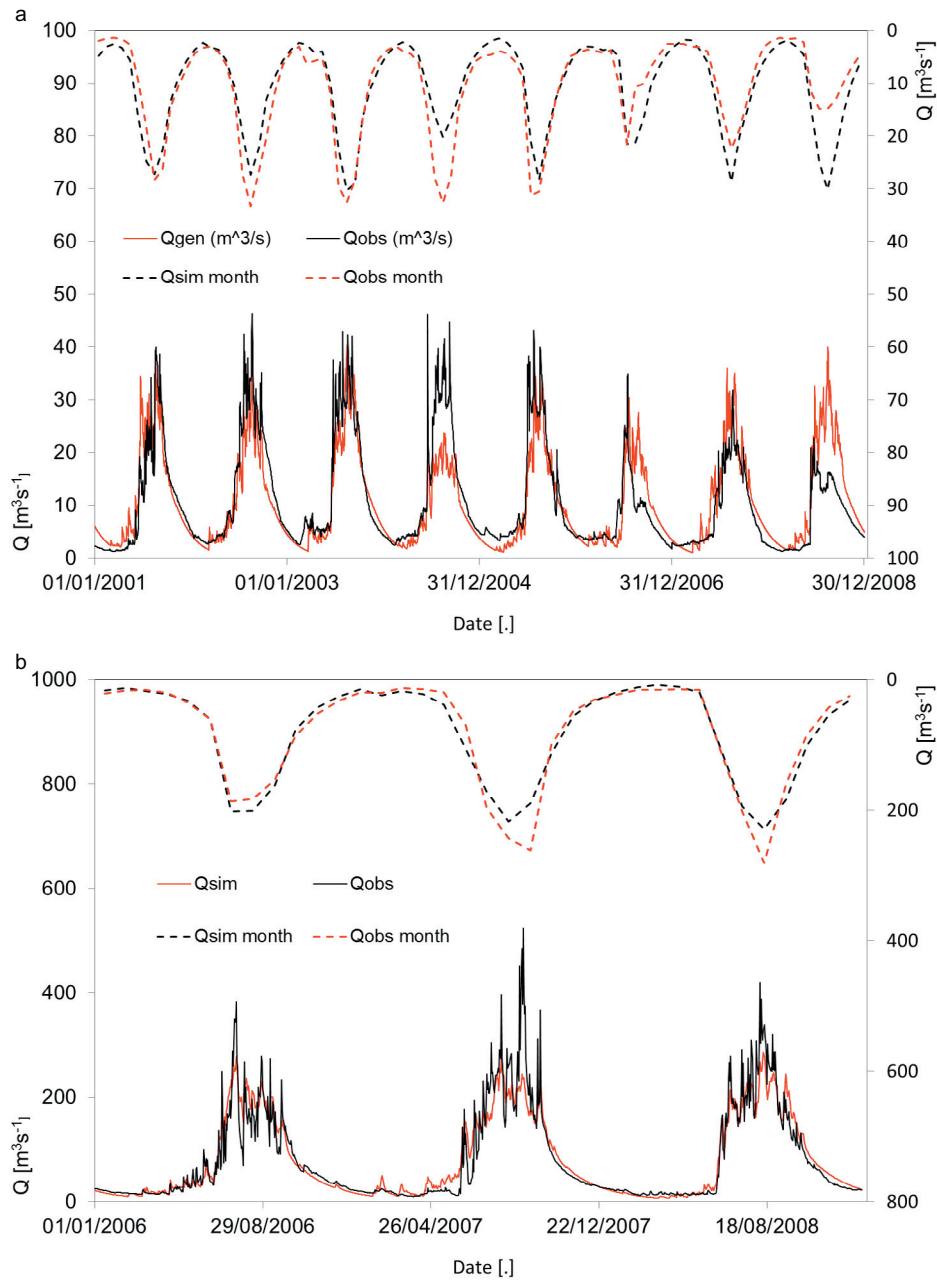 a
100
90
80
70
60
50
40
30
20
10
0
Q [m³s⁻¹]
0
10
20
30
40
50
60
70
80
90
100
Q [m³s⁻¹]
Qgen (m^3/s) Qobs (m^3/s)
Qsim month Qobs month
01/01/2001 01/01/2003 31/12/2004 31/12/2006 30/12/2008
Date [.]
b
1000
800
600
400
200
0
Q [m³s⁻¹]
0
200
400
600
800
Q [m³s⁻¹]
Qsim Qobs
Qsim month Qobs month
01/01/2006 29/08/2006 26/04/2007 22/12/2007 18/08/2008
Date [.]